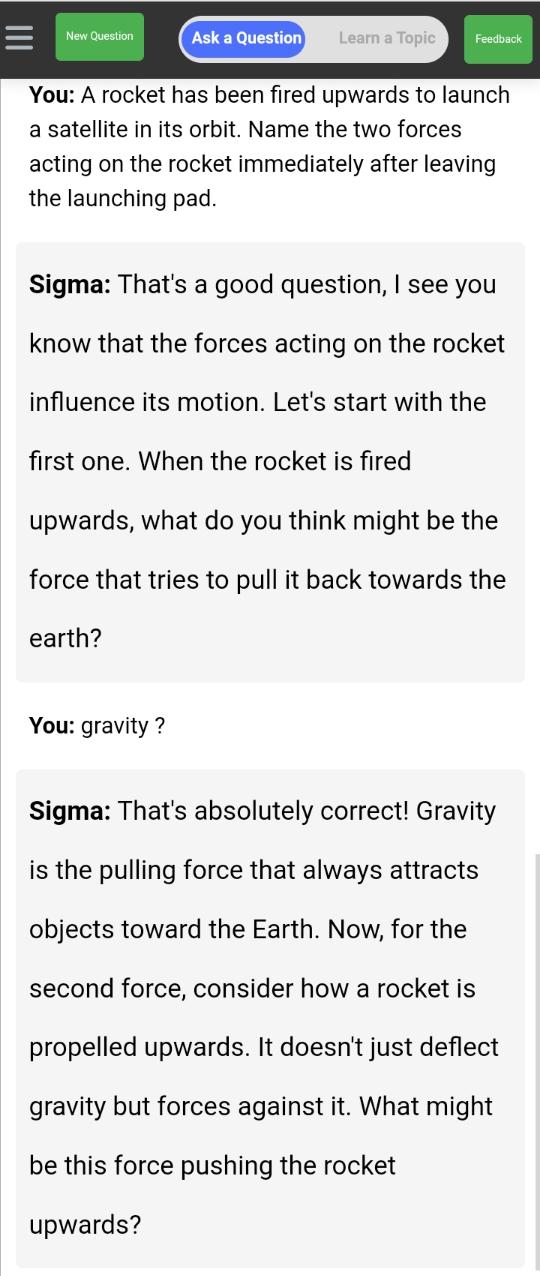 New Question
Ask a Question
Learn a Topic
Feedback
You: A rocket has been fired upwards to launch
a satellite in its orbit. Name the two forces
acting on the rocket immediately after leaving
the launching pad.
Sigma: That's a good question, I see you
know that the forces acting on the rocket
influence its motion. Let's start with the
first one. When the rocket is fired
upwards, what do you think might be the
force that tries to pull it back towards the
earth?
You: gravity ?
Sigma: That's absolutely correct! Gravity
is the pulling force that always attracts
objects toward the Earth. Now, for the
second force, consider how a rocket is
propelled upwards. It doesn't just deflect
gravity but forces against it. What might
be this force pushing the rocket
upwards?